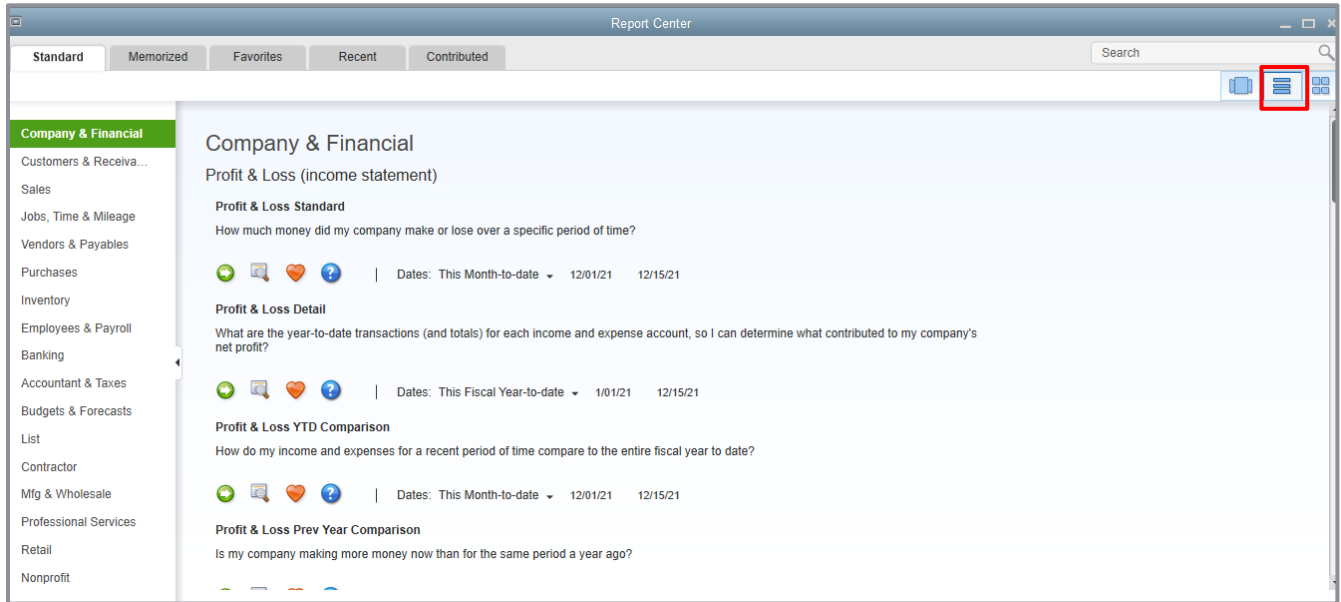 Report Center
Standard Memorized Favorites Recent Contributed Search
Company & Financial
Customers & Receiva...
Sales
Jobs, Time & Mileage
Vendors & Payables
Purchases
Inventory
Employees & Payroll
Banking
Accountant & Taxes
Budgets & Forecasts
List
Contractor
Mfg & Wholesale
Professional Services
Retail
Nonprofit
Company & Financial
Profit & Loss (income statement)
Profit & Loss Standard
How much money did my company make or lose over a specific period of time?
? | Dates: This Month-to-date 12/01/21 12/15/21
Profit & Loss Detail
What are the year-to-date transactions (and totals) for each income and expense account, so I can determine what contributed to my company's
net profit?
? | Dates: This Fiscal Year-to-date 1/01/21 12/15/21
Profit & Loss YTD Comparison
How do my income and expenses for a recent period of time compare to the entire fiscal year to date?
? | Dates: This Month-to-date 12/01/21 12/15/21
Profit & Loss Prev Year Comparison
Is my company making more money now than for the same period a year ago?